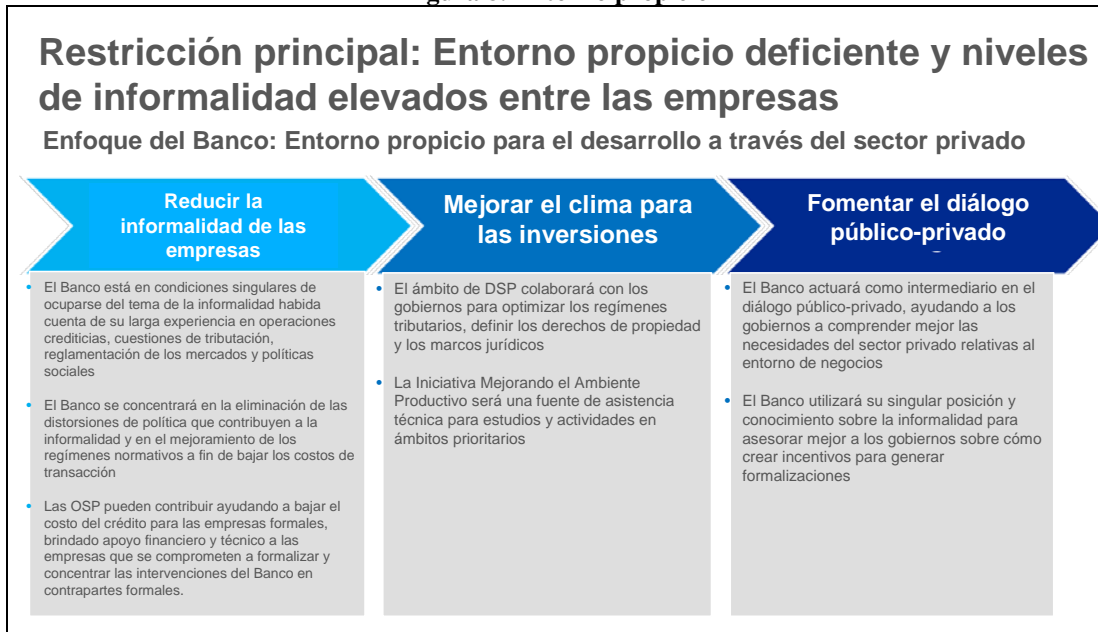 Restricción principal: Entorno propicio deficiente y niveles
de informalidad elevados entre las empresas
Enfoque del Banco: Entorno propicio para el desarrollo a través del sector privado
Reducir la
informalidad de las
empresas
• El Banco está en condiciones singulares de
ocuparse del tema de la informalidad habida
cuenta de su larga experiencia en operaciones
crediticias, cuestiones de tributación,
reglamentación de los mercados y políticas
sociales
• El Banco se concentrará en la eliminación de las
distorsiones de política que contribuyen a la
informalidad y en el mejoramiento de los
regímenes normativos a fin de bajar los costos de
transacción
• Las OSP pueden contribuir ayudando a bajar el
costo del crédito para las empresas formales,
brindado apoyo financiero y técnico a las
empresas que se comprometen a formalizar y
concentrar las intervenciones del Banco en
contrapartes formales.
Mejorar el clima para
las inversiones
• El ámbito de DSP colaborará con los
gobiernos para optimizar los regímenes
tributarios, definir los derechos de propiedad
y los marcos jurídicos
• La Iniciativa Mejorando el Ambiente
Productivo será una fuente de asistencia
técnica para estudios y actividades en
ámbitos prioritarios
Fomentar el diálogo
público-privado
• El Banco actuará como intermediario en el
diálogo público-privado, ayudando a los
gobiernos a comprender mejor las
necesidades del sector privado relativas al
entorno de negocios
• El Banco utilizará su singular posición y
conocimiento sobre la informalidad para
asesorar mejor a los gobiernos sobre cómo
crear incentivos para generar
formalizaciones